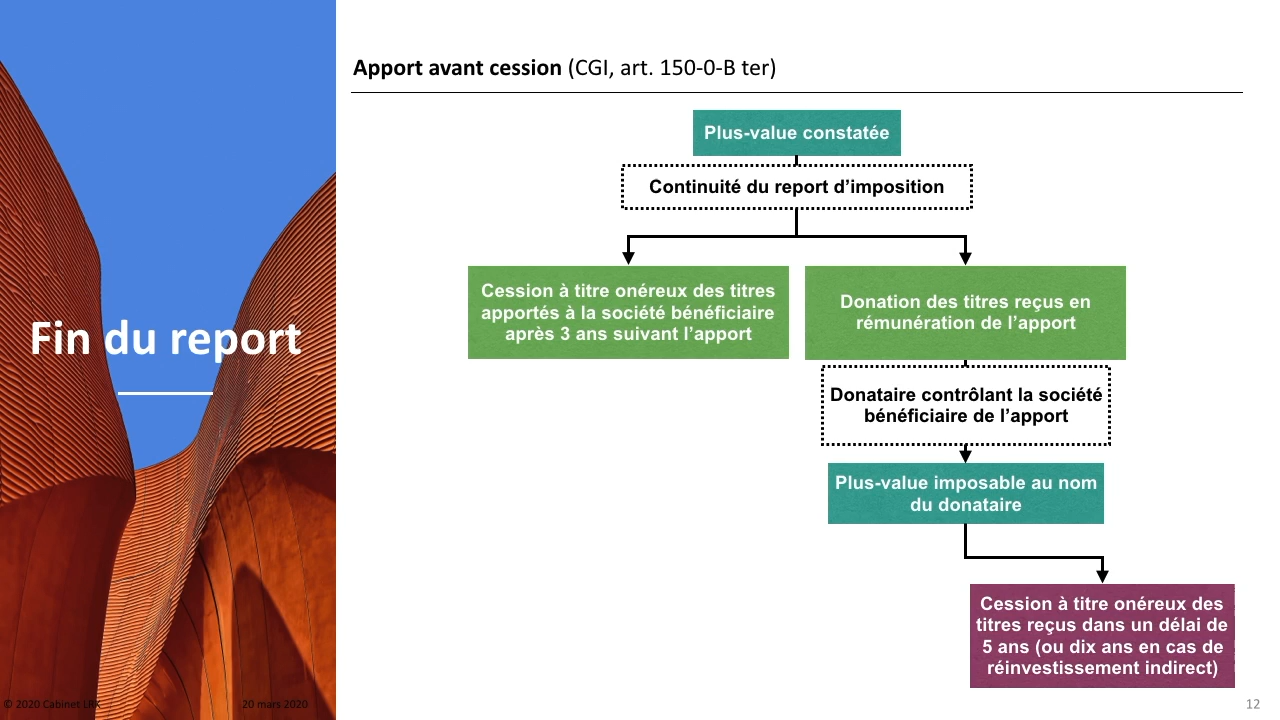 Apport avant cession (CGI, art. 150-0-B ter)
Fin du report
Plus-value constatée
Continuité du report d’imposition
Cession à titre onéreux des titres
apportés à la société bénéficiaire
après 3 ans suivant l’apport
Donation des titres reçus en
rémunération de l’apport
Donataire contrôlant la société
bénéficiaire de l’apport
Plus-value imposable au nom
du donataire
Cession à titre onéreux des
titres reçus dans un délai de
5 ans (ou dix ans en cas de
réinvestissement indirect)
© 2020 Cabinet LRK
20 mars 2020
12